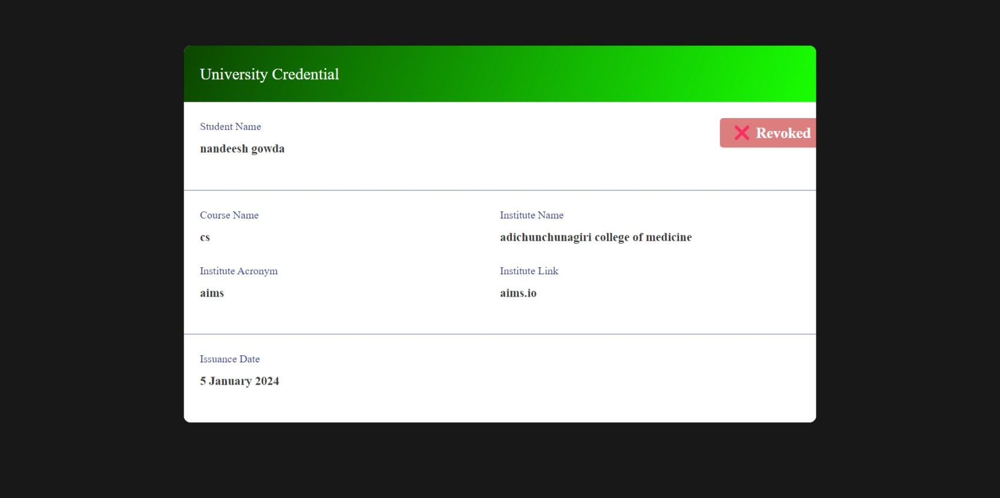 University Credential
Student Name
❌ Revoked
nandeesh gowda
Course Name
Institute Name
cs
adichunchunagiri college of medicine
Institute Acronym
Institute Link
aims
aims.io
Issuance Date
5 January 2024